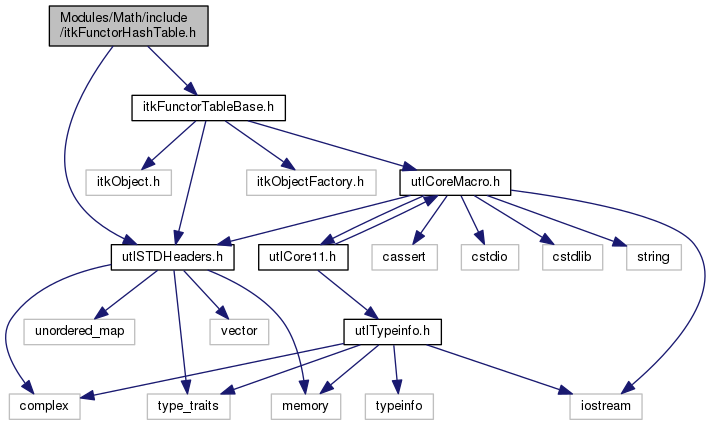 Modules/Math/include
/itkFunctorHashTable.h
itkFunctorTableBase.h
itkObject.h
itkObjectFactory.h
utlCoreMacro.h
utlSTDHeaders.h
utlCore11.h
cassert
cstdio
cstdlib
string
unordered_map
vector
utlTypeinfo.h
complex
type_traits
memory
typeinfo
iostream